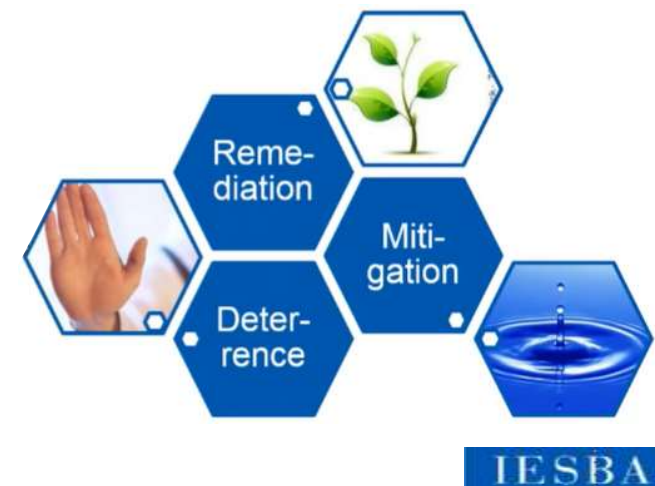 Reme-
diation
Miti-
gation
Deter-
rence
IESBA